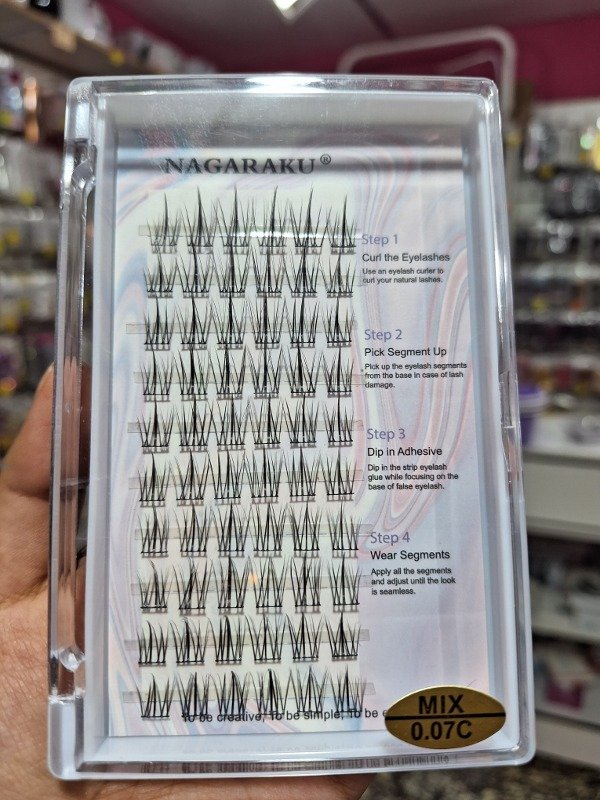 NAGARAKU®
Step 1
Curl the Eyelashes
Use an eyelash curler to
curl your natural lashes.
Step 2
Pick Segment Up
Pick up the eyelash segments
from the base in case of lash
damage.
Step 3
Dip in Adhesive
Dip in the strip eyelash
glue while focusing on the
base of false eyelash.
Step 4
Wear Segments
Apply all the segments
and adjust until the look
is seamless.
To be creative, To be simple, To be
MIX
0.07C